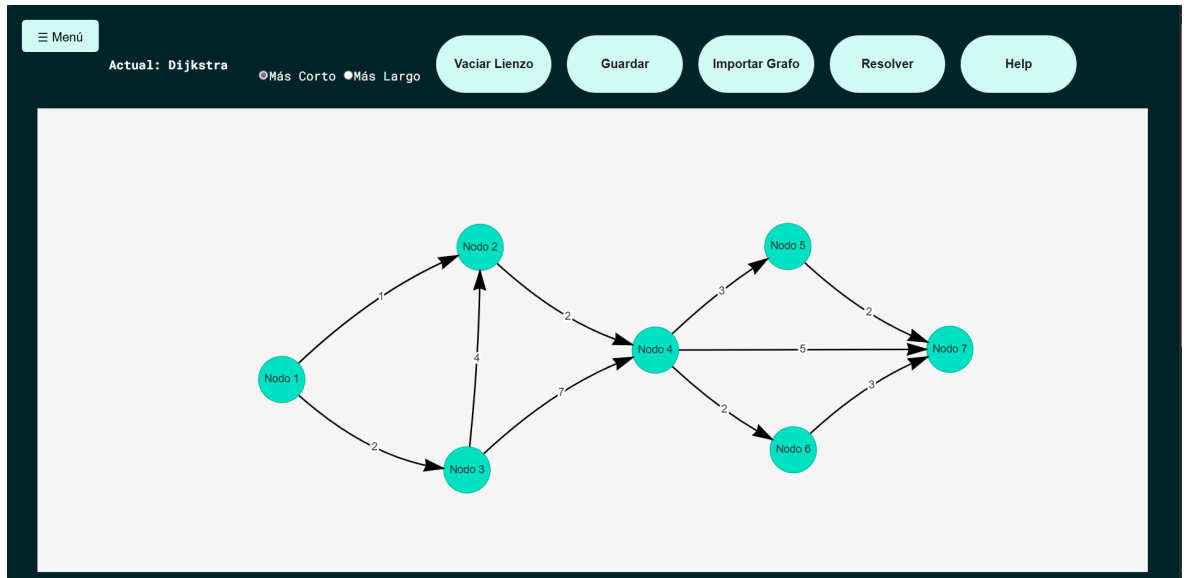 ☰ Menú
Actual: Dijkstra
Más Corto Más Largo
Vaciar Lienzo
Guardar
Importar Grafo
Resolver
Help
Nodo 2
Nodo 5
1
3
2
2
4
Nodo 4
5
Nodo 7
Nodo 1
7
2
3
2
Nodo 6
Nodo 3